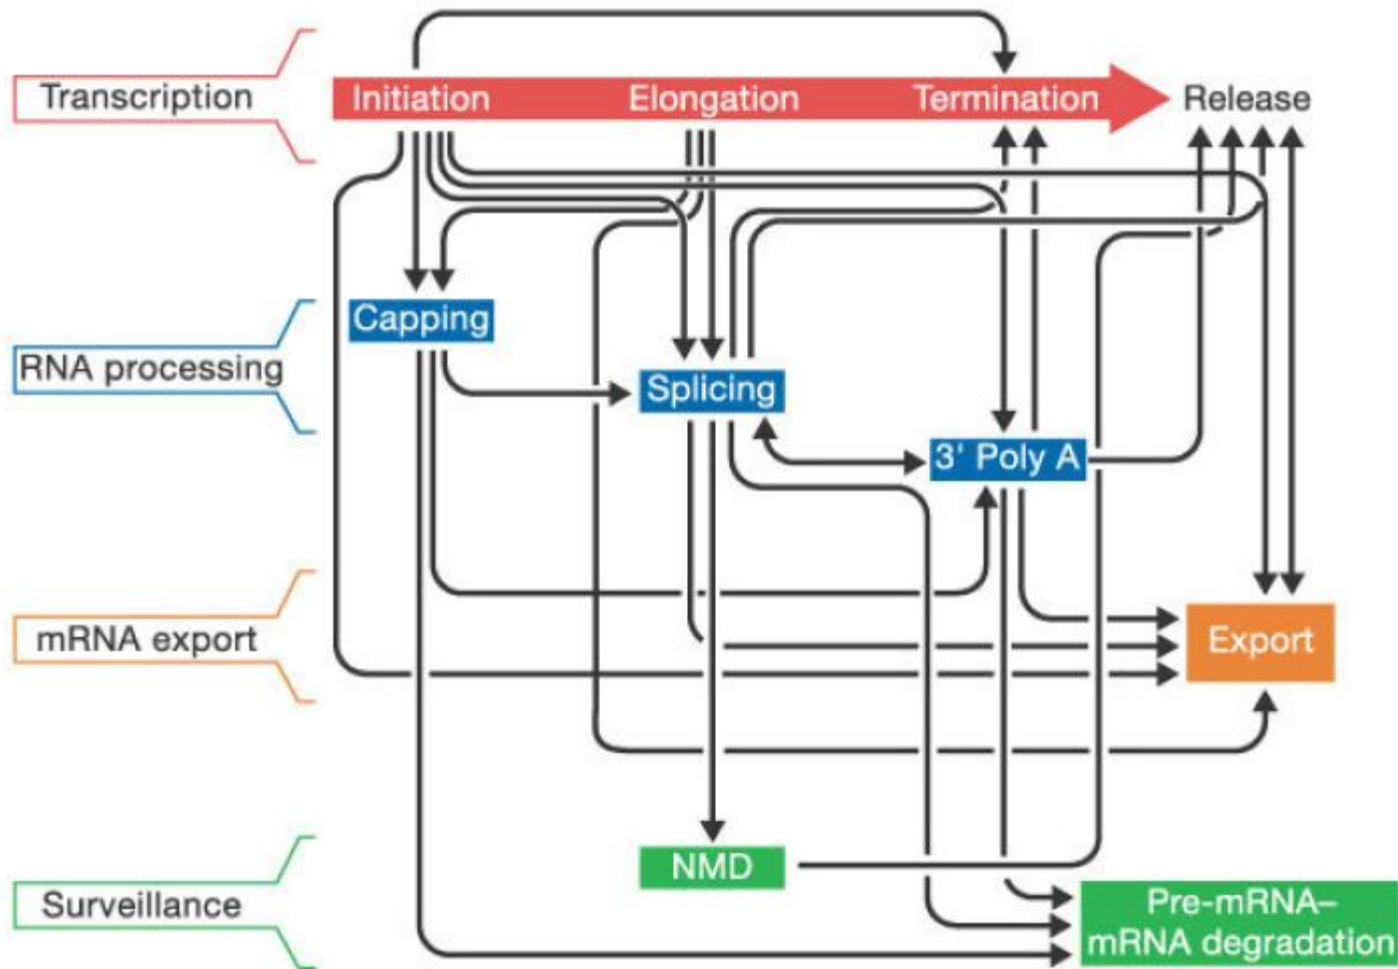 Transcription
Initiation
Elongation
Termination
Release
RNA processing
Capping
Splicing
3' Poly A
mRNA export
Export
Surveillance
NMD
Pre-mRNA–
mRNA degradation